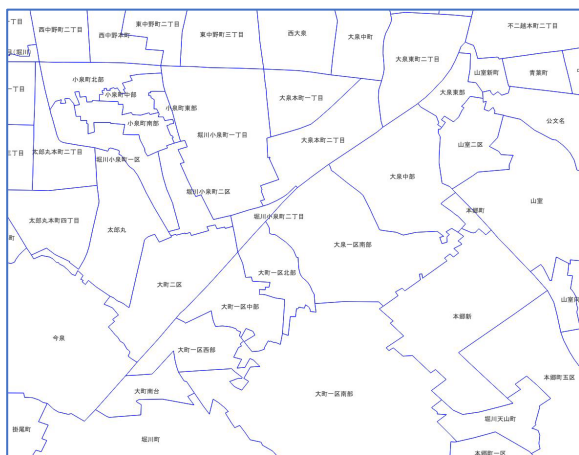 丁目
西中野町二丁目
西中野本町
東中野町二丁目
東中野町三丁目
西大泉
大泉中町
大泉東町二丁目
不二越本町二丁目
小泉町北部
山室新町
青葉町
小泉町中部
小泉町東部
大泉本町一丁目
大泉東部
小泉町南部
堀川小泉町一丁目
大泉本町二丁目
公文名
山室二区
太郎丸本町二丁目
堀川小泉町一区
大泉中部
堀川小泉町二区
本郷町
山室
太郎丸本町四丁目
太郎丸
堀川小泉町二丁目
大泉一区南部
町
大町一区北部
大町二区
大町一区中部
本郷新
今泉
大町一区西部
本郷町五区
大町南台
大町一区南部
掛尾町
堀川町
堀川天山町
本郷町一区